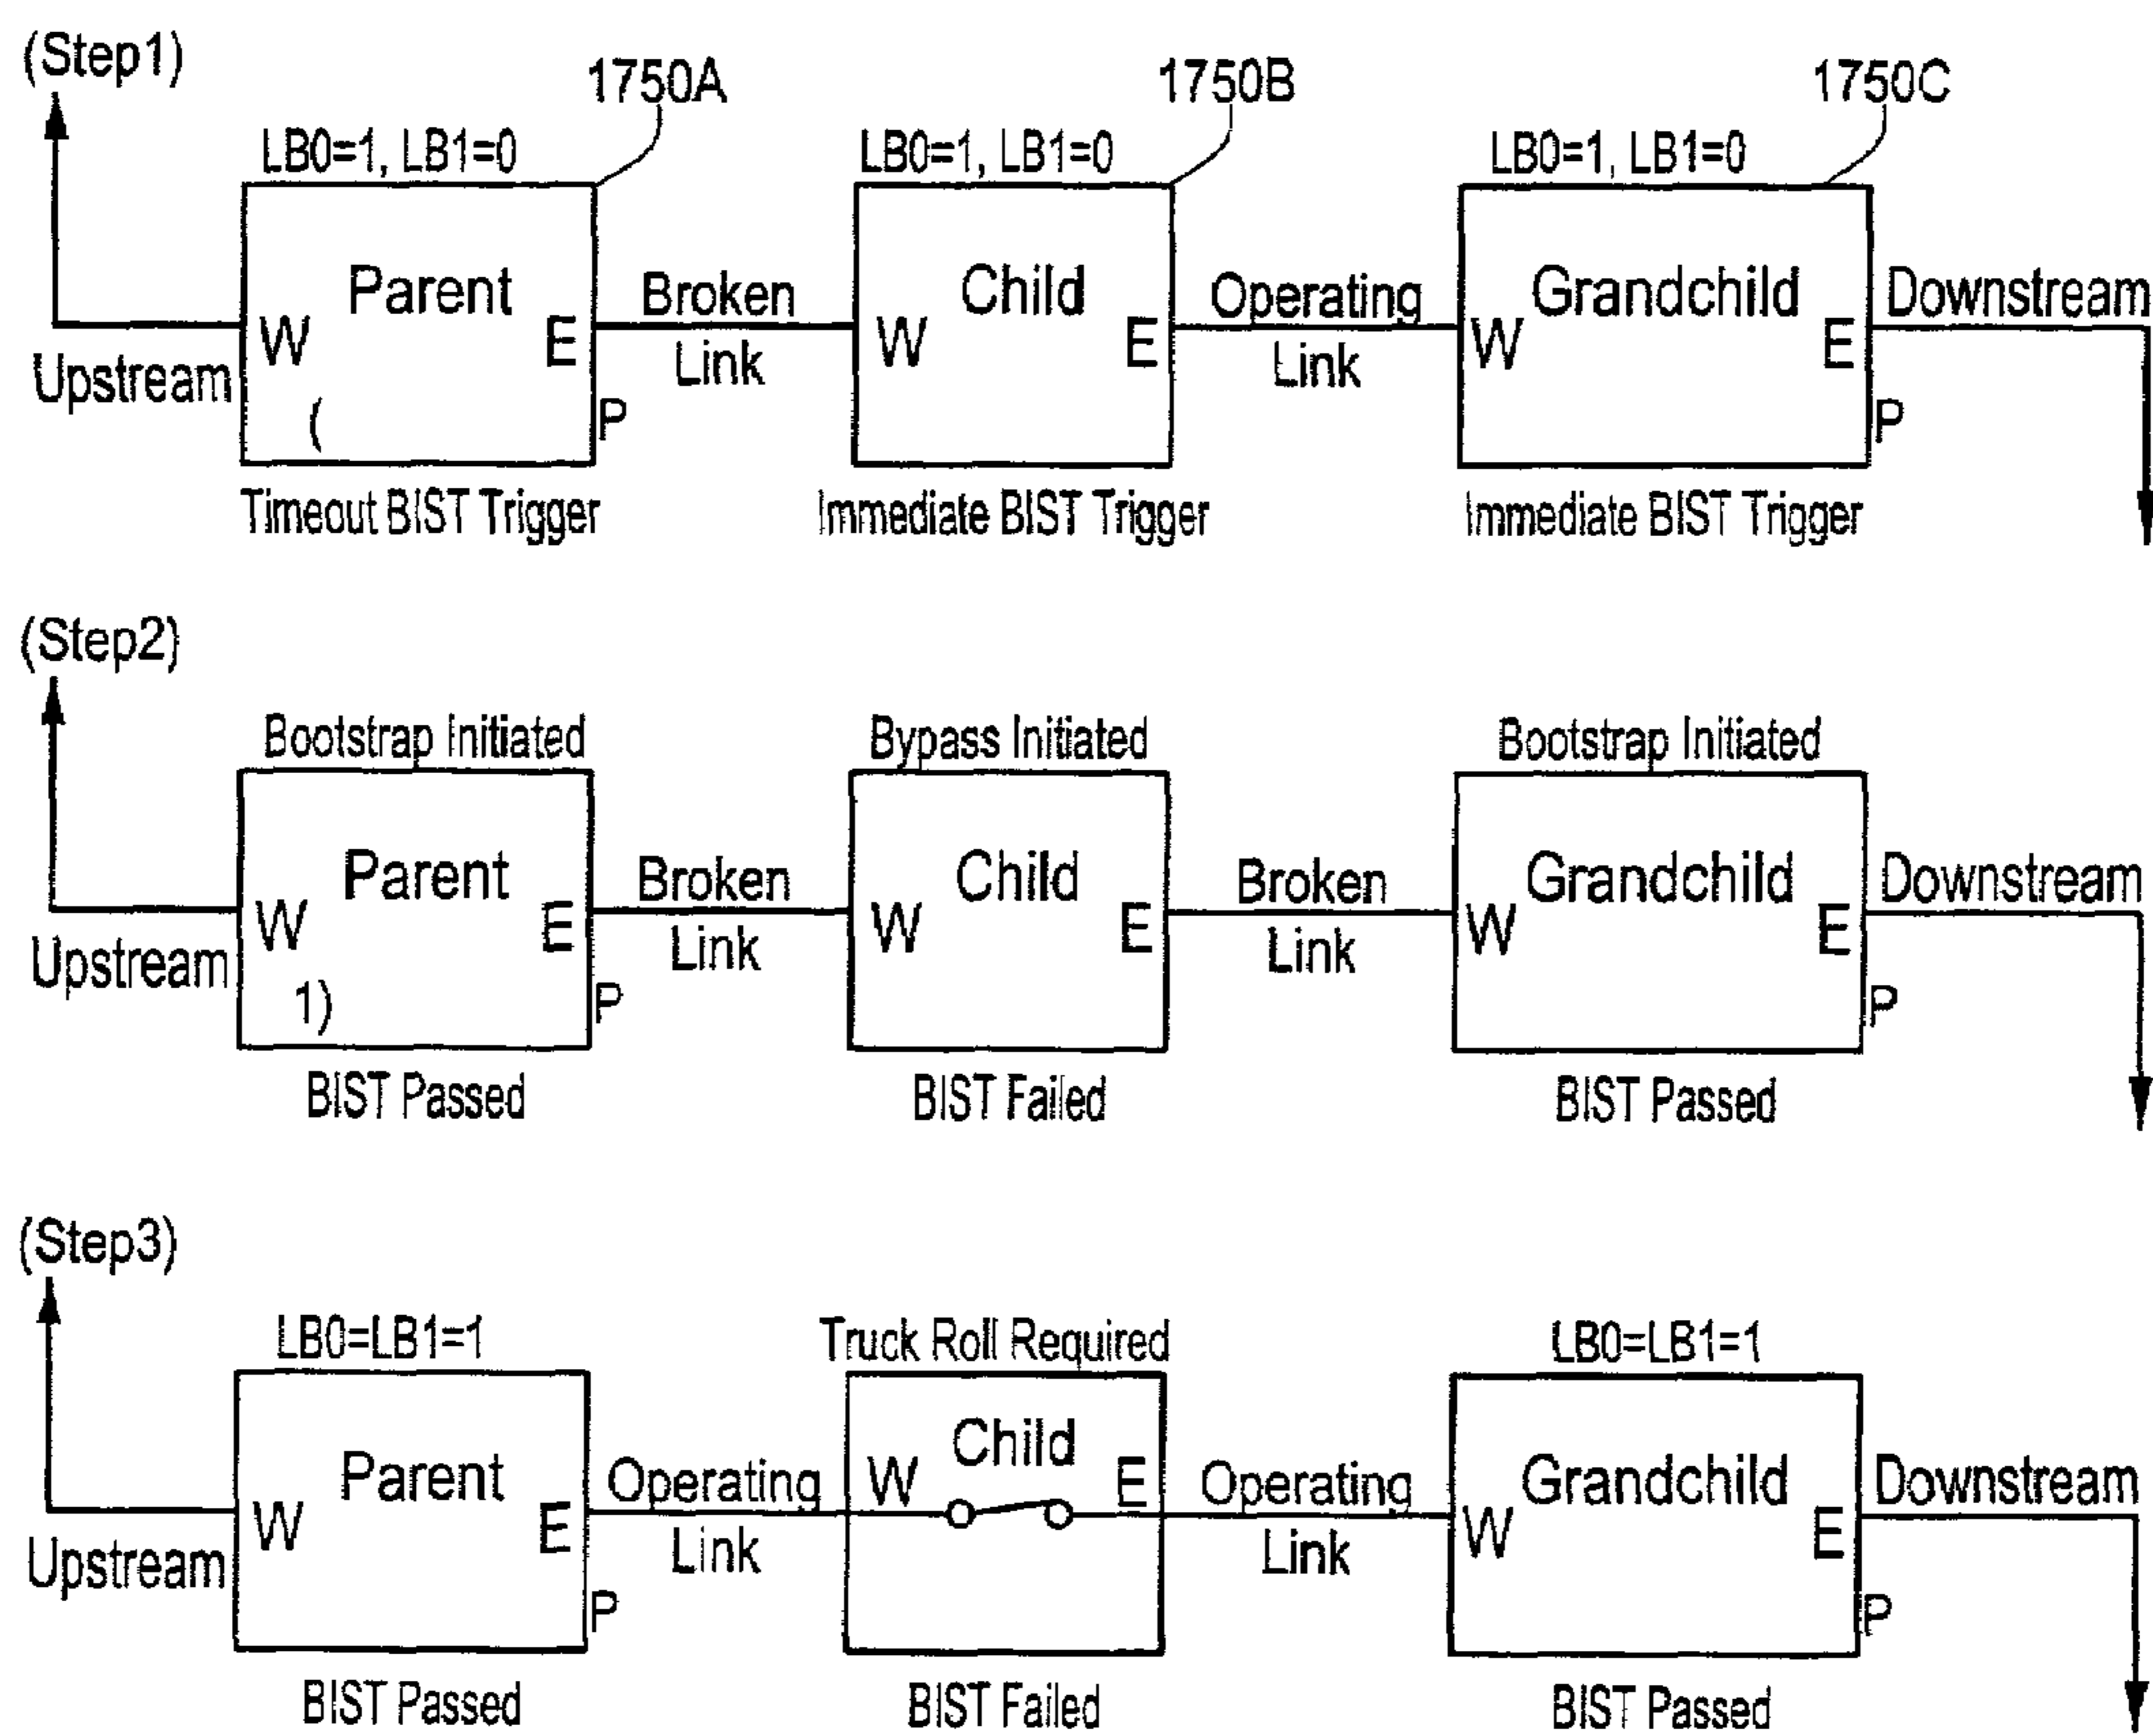 (Step1)
1750A
1750B
1750C
LB0=1, LB1=0
LB0=1, LB1=0
LB0=1, LB1=0
Parent
Broken
Child
Operating
Grandchild
Downstream
W
E
Link
W
E
Link
W
E
Upstream
(
P
P
Timeout BIST Trigger
Immediate BIST Trigger
Immediate BIST Trigger
(Step2)
Bootstrap Initiated
Bypass Initiated
Bootstrap Initiated
Parent
Broken
Child
Broken
Grandchild
Downstream
W
E
Link
W
E
Link
W
E
Upstream
1)
P
P
BIST Passed
BIST Failed
BIST Passed
(Step3)
LB0=LB1=1
Truck Roll Required
LB0=LB1=1
Parent
Operating
W
Child
E
Operating
Grandchild
Downstream
W
E
Link
Link
W
E
Upstream
P
P
BIST Passed
BIST Failed
BIST Passed